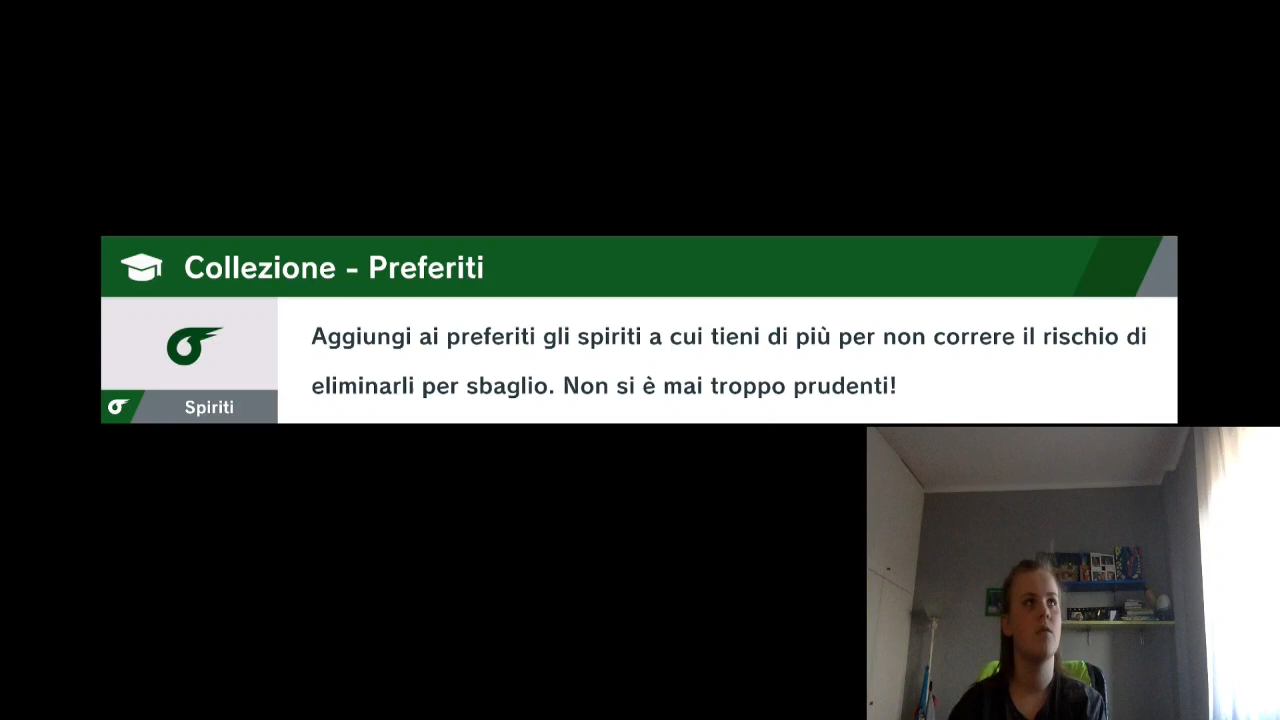 Collezione - Preferiti
Aggiungi ai preferiti gli spiriti a cui tieni di più per non correre il rischio di
eliminarli per sbaglio. Non si è mai troppo prudenti!
Spiriti